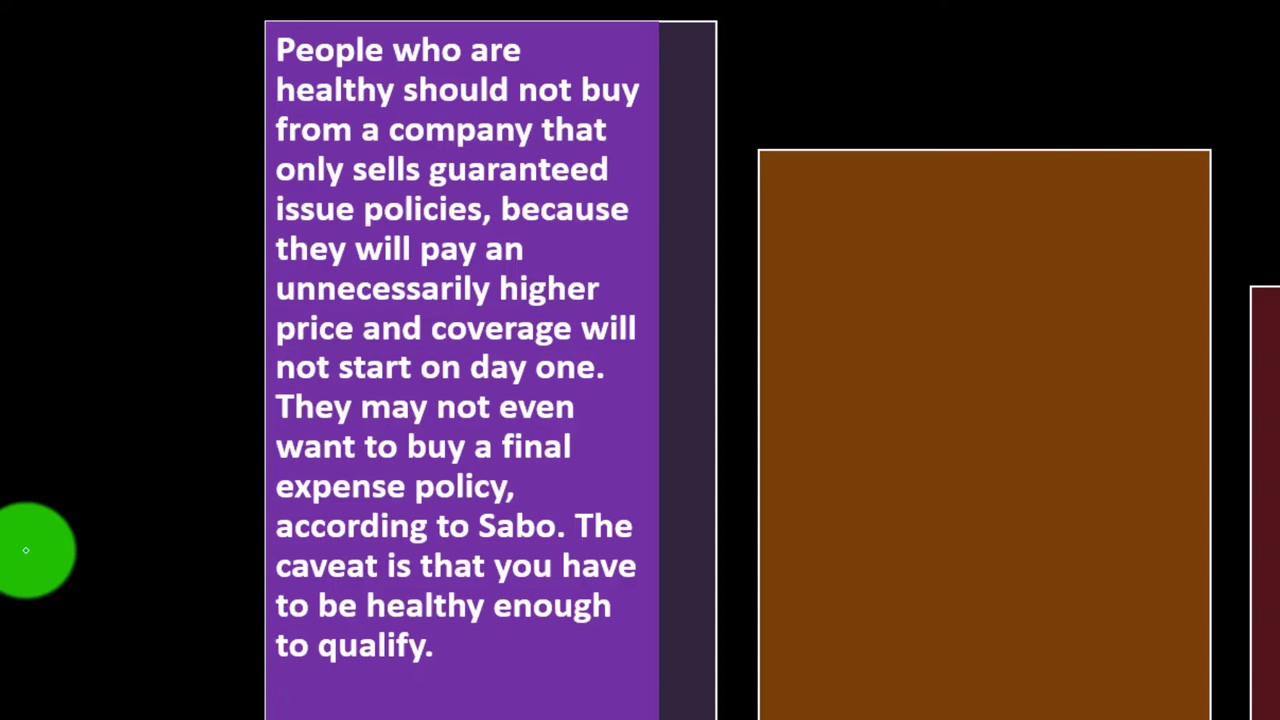 People who are
healthy should not buy
from a company that
only sells guaranteed
issue policies, because
they will pay an
unnecessarily higher
price and coverage will
not start on day one.
They may not even
want to buy a final
expense policy,
according to Sabo. The
caveat is that you have
to be healthy enough
to qualify.